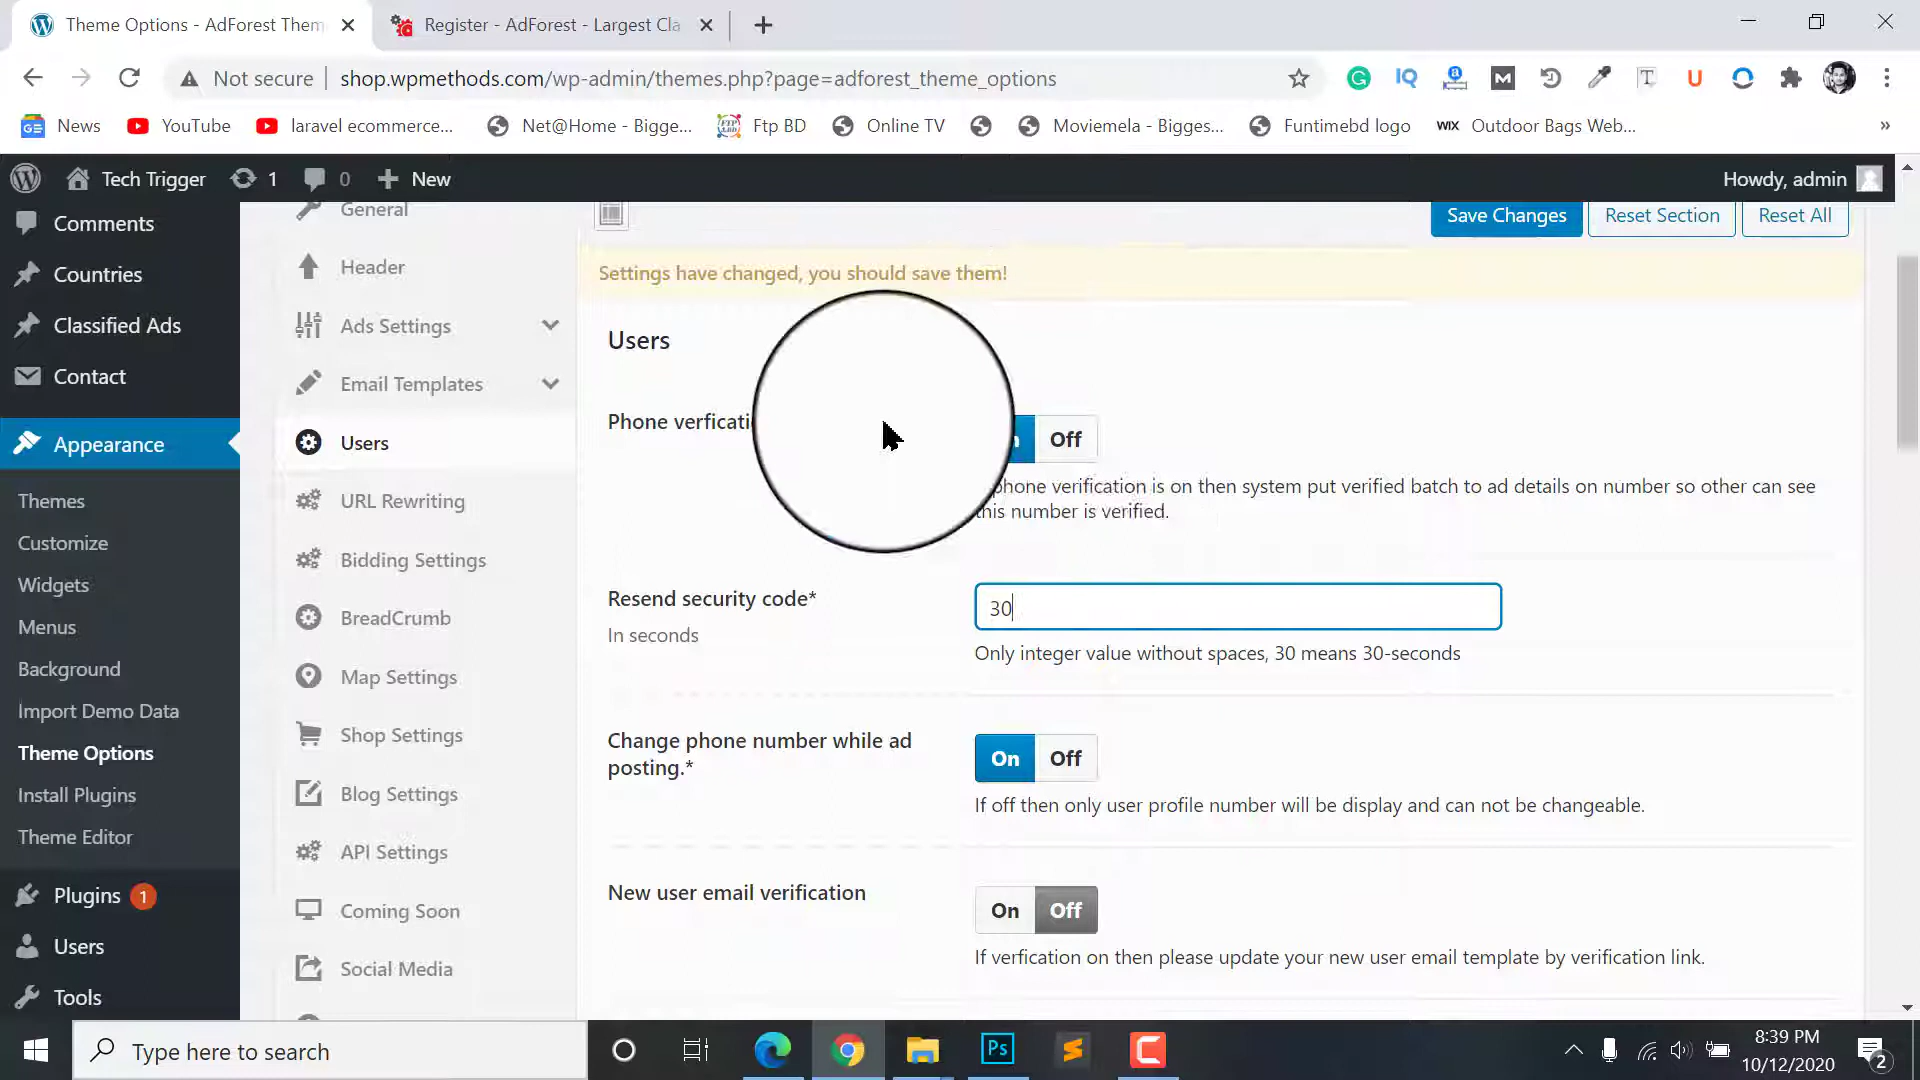 Theme Options - AdForest Them
Register - AdForest - Largest Cla
Not secure
shop.wpmethods.com/wp-admin/themes.php?page=adforest_theme_options
News
YouTube
laravel ecommerce...
Net@Home - Bigge...
Ftp BD
Online TV
Moviemela - Bigges...
Funtimebd logo
WIX Outdoor Bags Web...
»
Tech Trigger
1
0
New
Howdy, admin
Comments
Countries
Classified Ads
Contact
Appearance
Themes
Customize
Widgets
Menus
Background
Import Demo Data
Theme Options
Install Plugins
Theme Editor
Plugins 1
Users
Tools
General
Header
Ads Settings
Email Templates
Users
URL Rewriting
Bidding Settings
BreadCrumb
Map Settings
Shop Settings
Blog Settings
API Settings
Coming Soon
Social Media
Save Changes
Reset Section
Reset All
Settings have changed, you should save them!
Users
Phone verficati
Off
phone verification is on then system put verified batch to ad details on number so other can see
this number is verified.
Resend security code*
In seconds
30
Only integer value without spaces, 30 means 30-seconds
Change phone number while ad
posting.*
On Off
If off then only user profile number will be display and can not be changeable.
New user email verification
On Off
If verfication on then please update your new user email template by verification link.
Type here to search
Ps
8:39 PM
10/12/2020
2